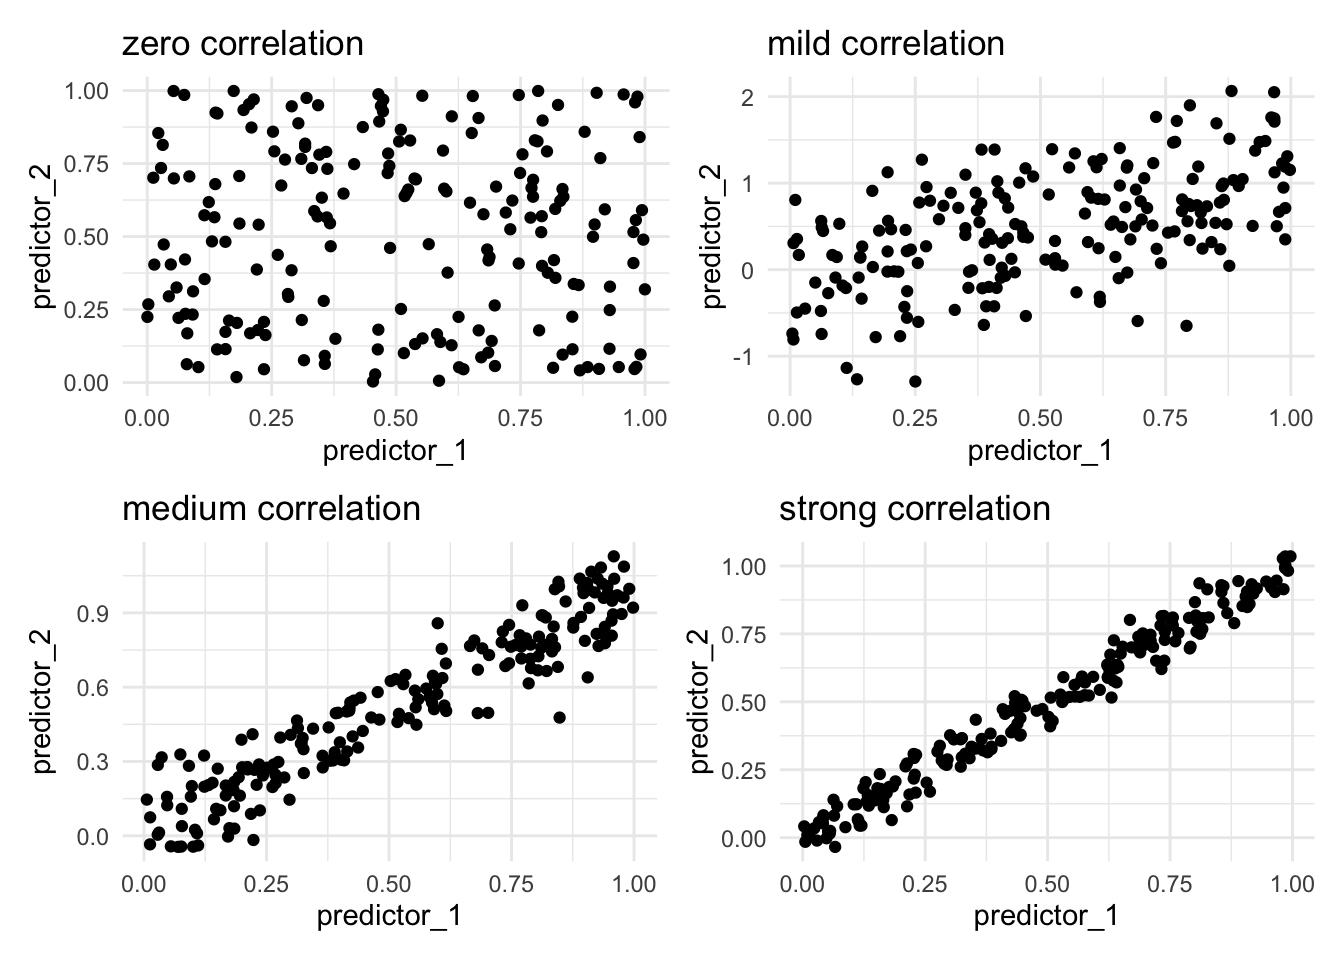 zero correlation
1.00
0.75
0.50
0.25
0.00
predictor_2
0.00 0.25 0.50 0.75 1.00
predictor_1
mild correlation
2
1
0
-1
predictor_2
0.00 0.25 0.50 0.75 1.00
predictor_1
medium correlation
0.9
0.6
0.3
0.0
predictor_2
0.00 0.25 0.50 0.75 1.00
predictor_1
strong correlation
1.00
0.75
0.50
0.25
0.00
predictor_2
0.00 0.25 0.50 0.75 1.00
predictor_1